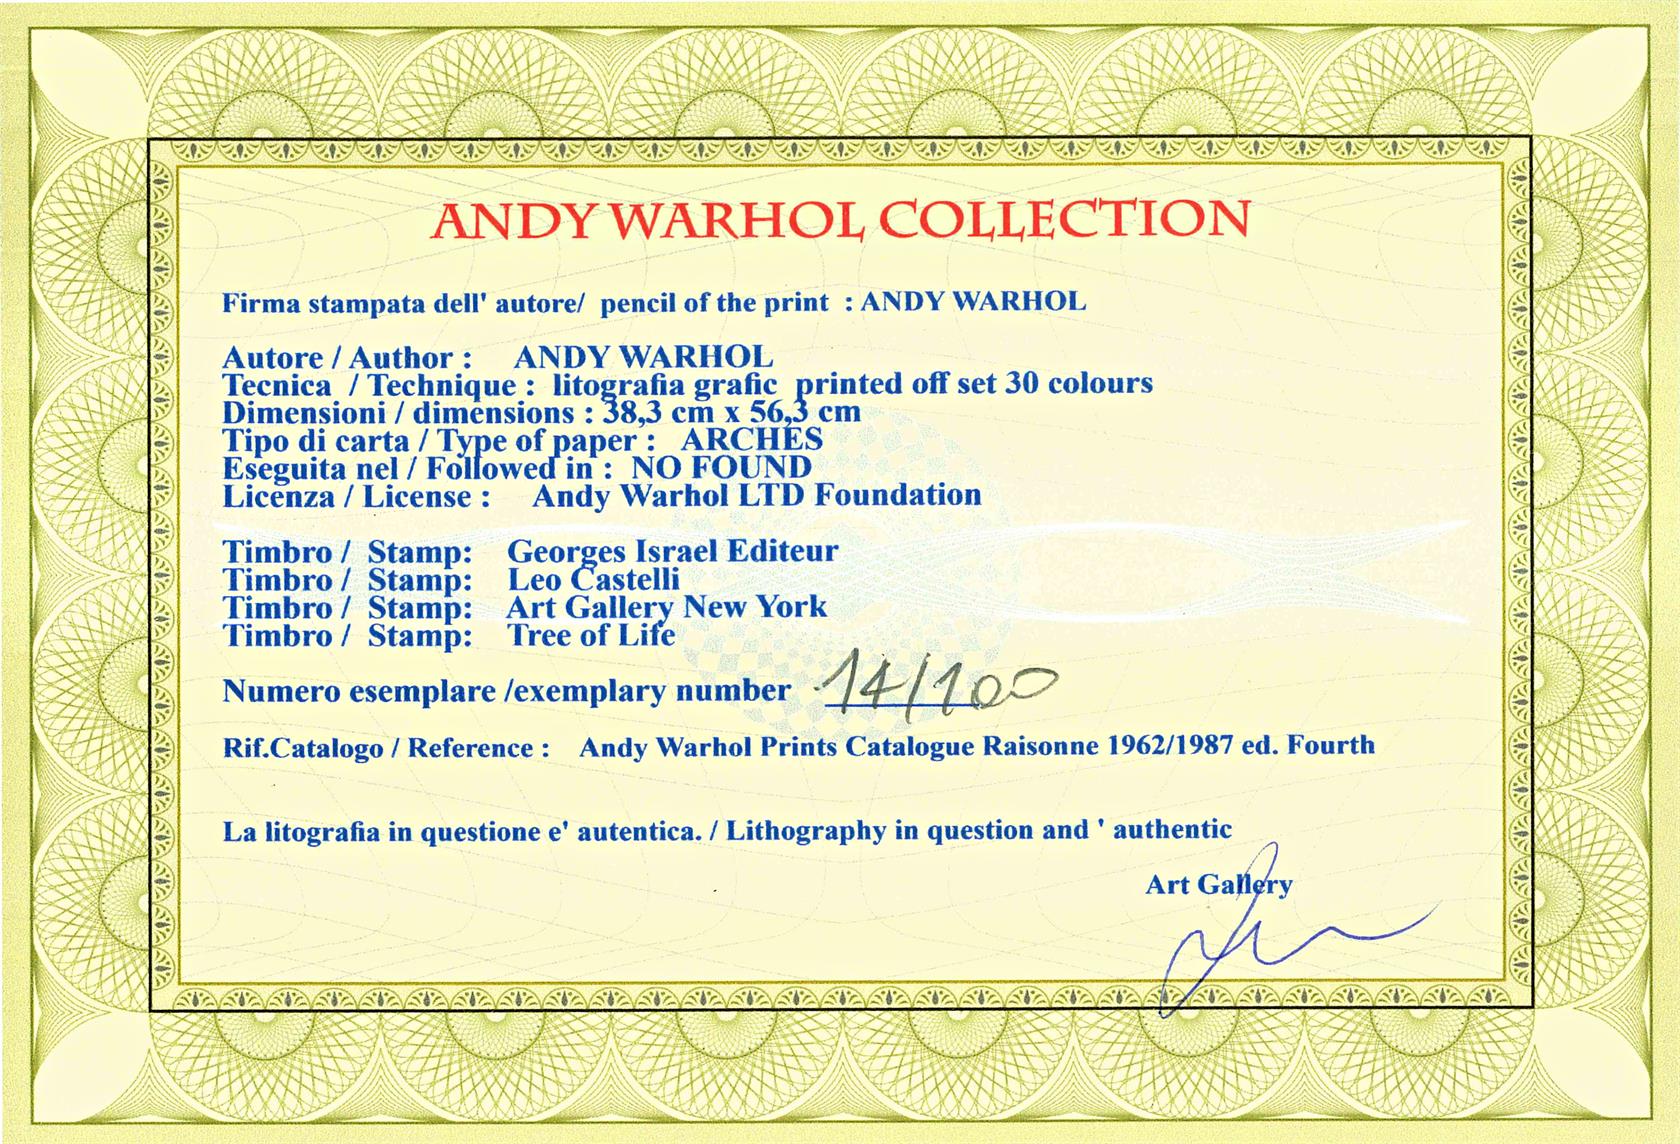 ANDY WARHOL COLLECTION
Firma stampata dell' autore/ pencil of the print : ANDY WARHOL
Autore / Author : ANDY WARHOL
Tecnica / Technique : litografia grafic printed off set 30 colours
Dimensioni / dimensions : 38,3 cm x 56,3 cm
Tipo di carta / Type of paper : ARCHES
Eseguita nel / Followed in : NO FOUND
Licenza / License : Andy Warhol LTD Foundation
Timbro / Stamp: Georges Israel Editeur
Timbro / Stamp: Leo Castelli
Timbro / Stamp: Art Gallery New York
Timbro / Stamp: Tree of Life
Numero esemplare /exemplary number 14/100
Rif.Catalogo / Reference : Andy Warhol Prints Catalogue Raisonne 1962/1987 ed. Fourth
La litografia in questione e' autentica. / Lithography in question and ' authentic
Art Gallery